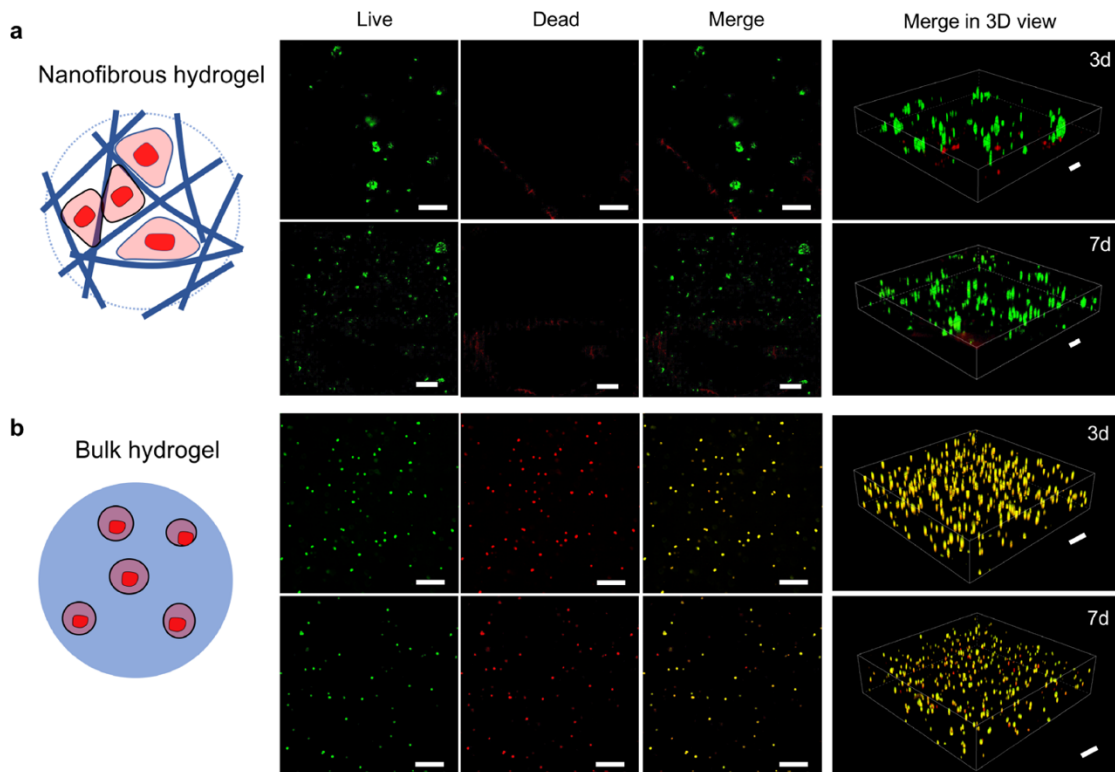 Live Dead Merge Merge in 3D view
a
Nanofibrous hydrogel
3d
7d
b
Bulk hydrogel
3d
7d